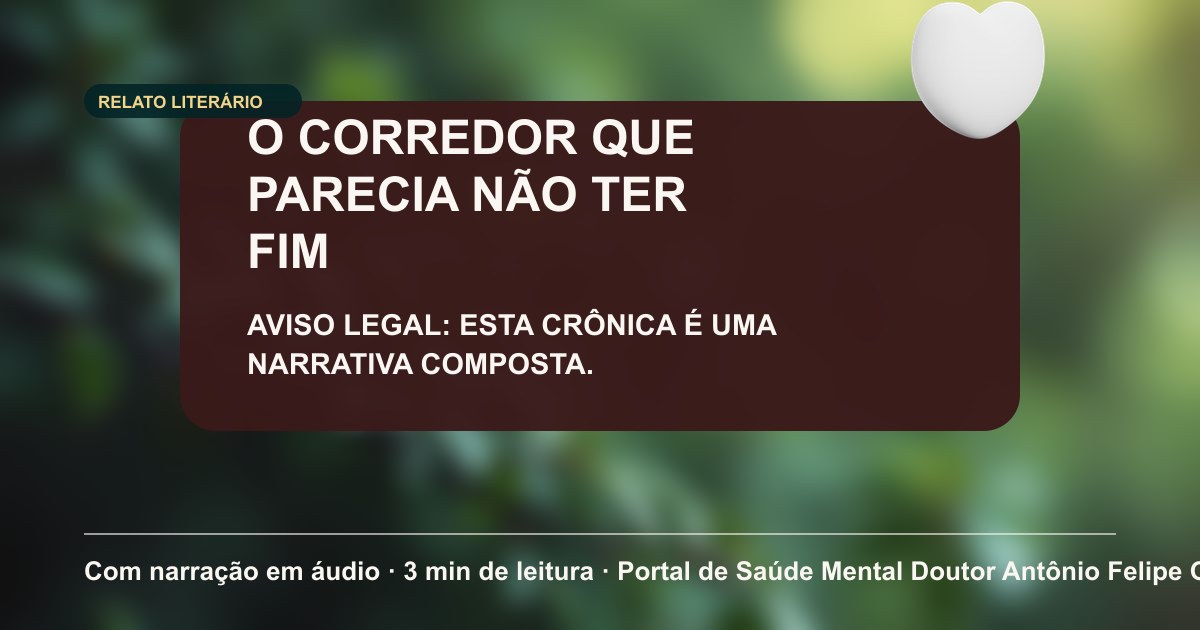 RELATO LITERÁRIO
O CORREDOR QUE
PARECIA NÃO TER
FIM
AVISO LEGAL: ESTA CRÔNICA É UMA
NARRATIVA COMPOSTA.
Com narração em áudio · 3 min de leitura · Portal de Saúde Mental Doutor Antônio Felipe